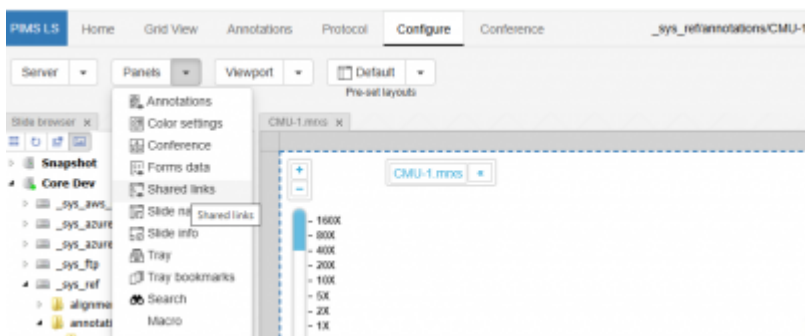 PIMS LS Home Grid View Annotations Protocol Configure Conference _sys_ref/annotations/CMU-1
Server Panels Viewport Default
Pre-set layouts
Slide browser x CMU-1.mrxs x
Annotations
Color settings
Conference
Forms data
Shared links
Slide na
Shared links
Slide info
Tray
Tray bookmarks
Search
Macro
Snapshot
Core Dev
_sys_aws_
_sys_azure
_sys_azure
_sys_ftp
_sys_ref
alignme
annotati
+
CMU-1.mrxs «
−
160X
80X
40X
20X
10X
5X
2X
1X